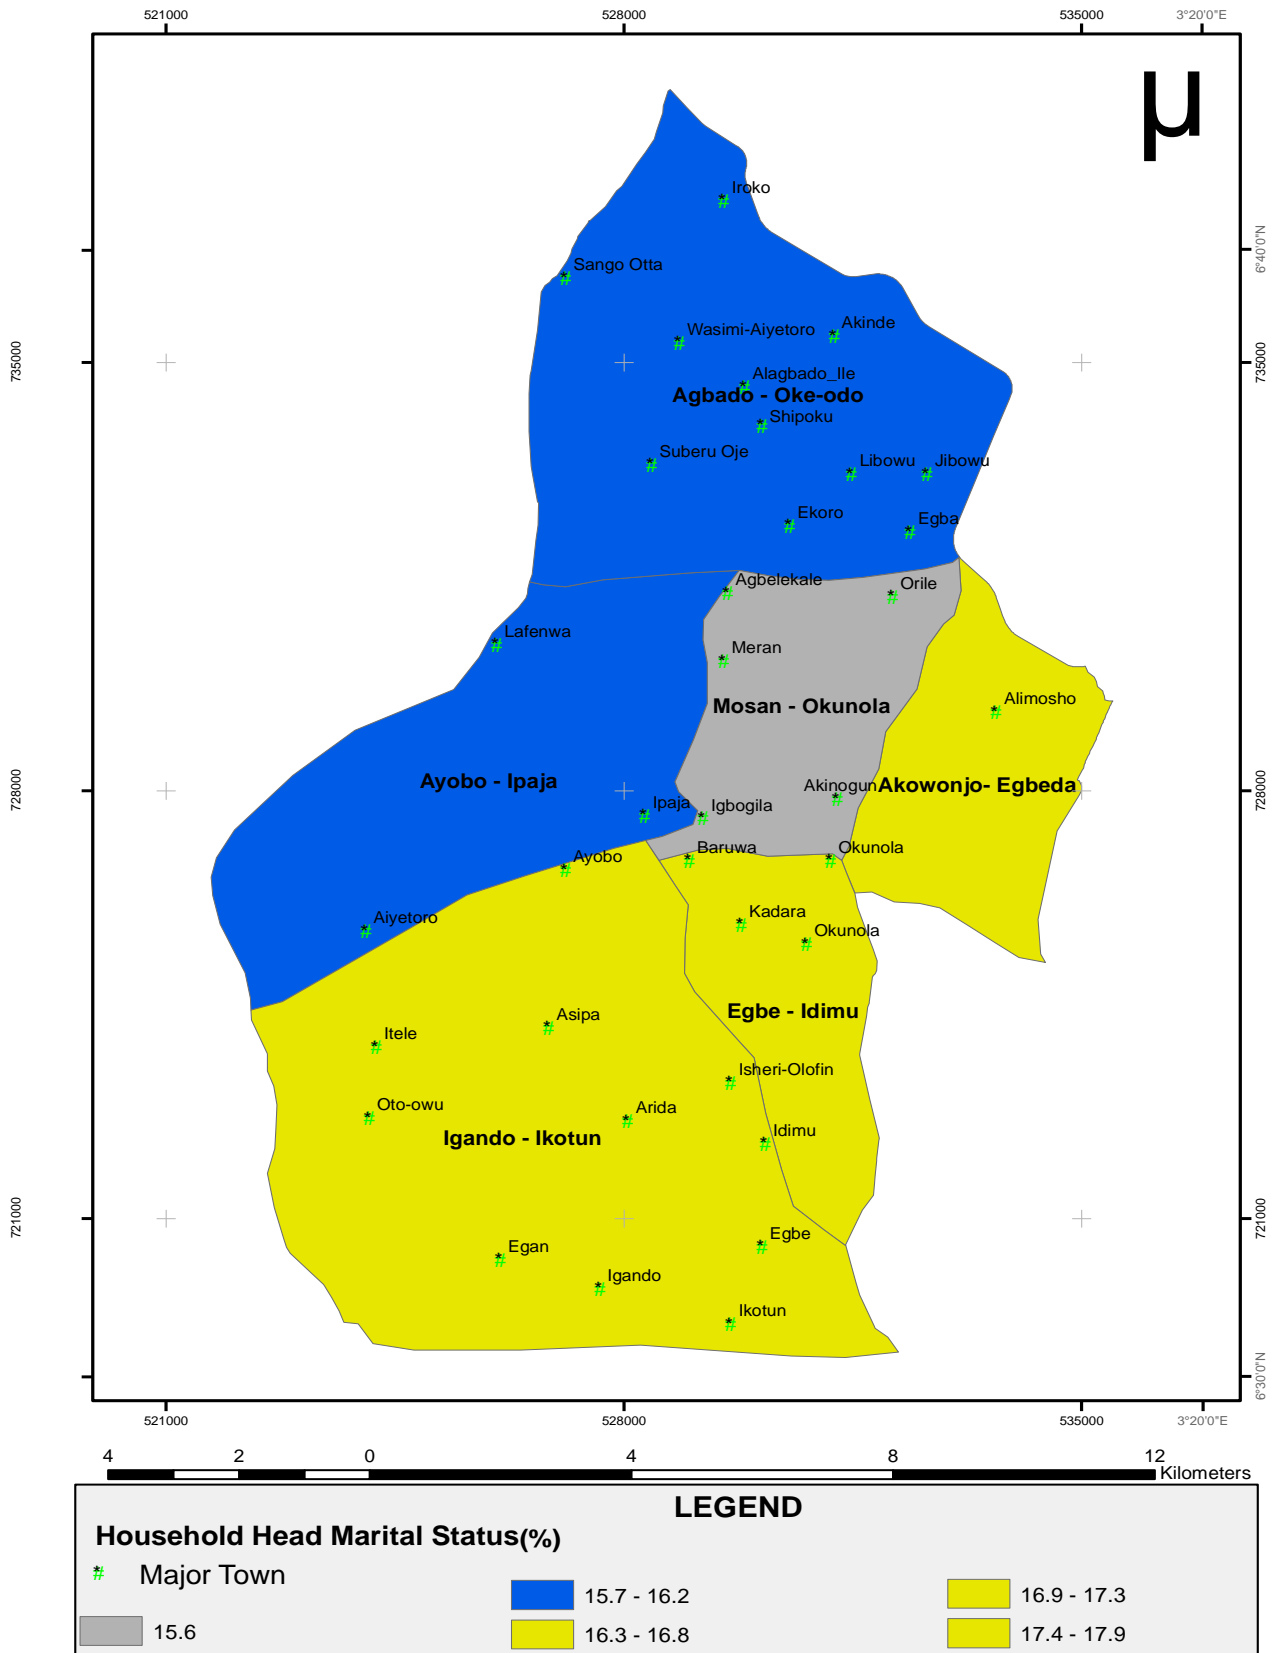 521000 528000 535000 3°20'0"E
µ
Iroko
6°40'0"N
Sango Otta
Wasimi-Aiyetoro
Akinde
735000
735000
Alagbado_Ile
Agbado - Oke-odo
Shipoku
Suberu Oje
Libowu
Jibowu
Ekoro
Egba
Agbelekale
Orile
Lafenwa
Meran
Mosan - Okunola
Alimosho
Ayobo - Ipaja
Akinogun
Akowonjo- Egbeda
728000
728000
Ipaja
Igbogila
Ayobo
Baruwa
Okunola
Aiyetoro
Kadara
Okunola
Egbe - Idimu
Asipa
Itele
Isheri-Olofin
Oto-owu
Arida
Igando - Ikotun
Idimu
721000
721000
Egbe
Egan
Igando
Ikotun
6°30'0"N
521000 528000 535000 3°20'0"E
4 2 0 4 8 12
Kilometers
LEGEND
Household Head Marital Status(%)
Major Town
15.7 - 16.2
16.9 - 17.3
15.6
16.3 - 16.8
17.4 - 17.9